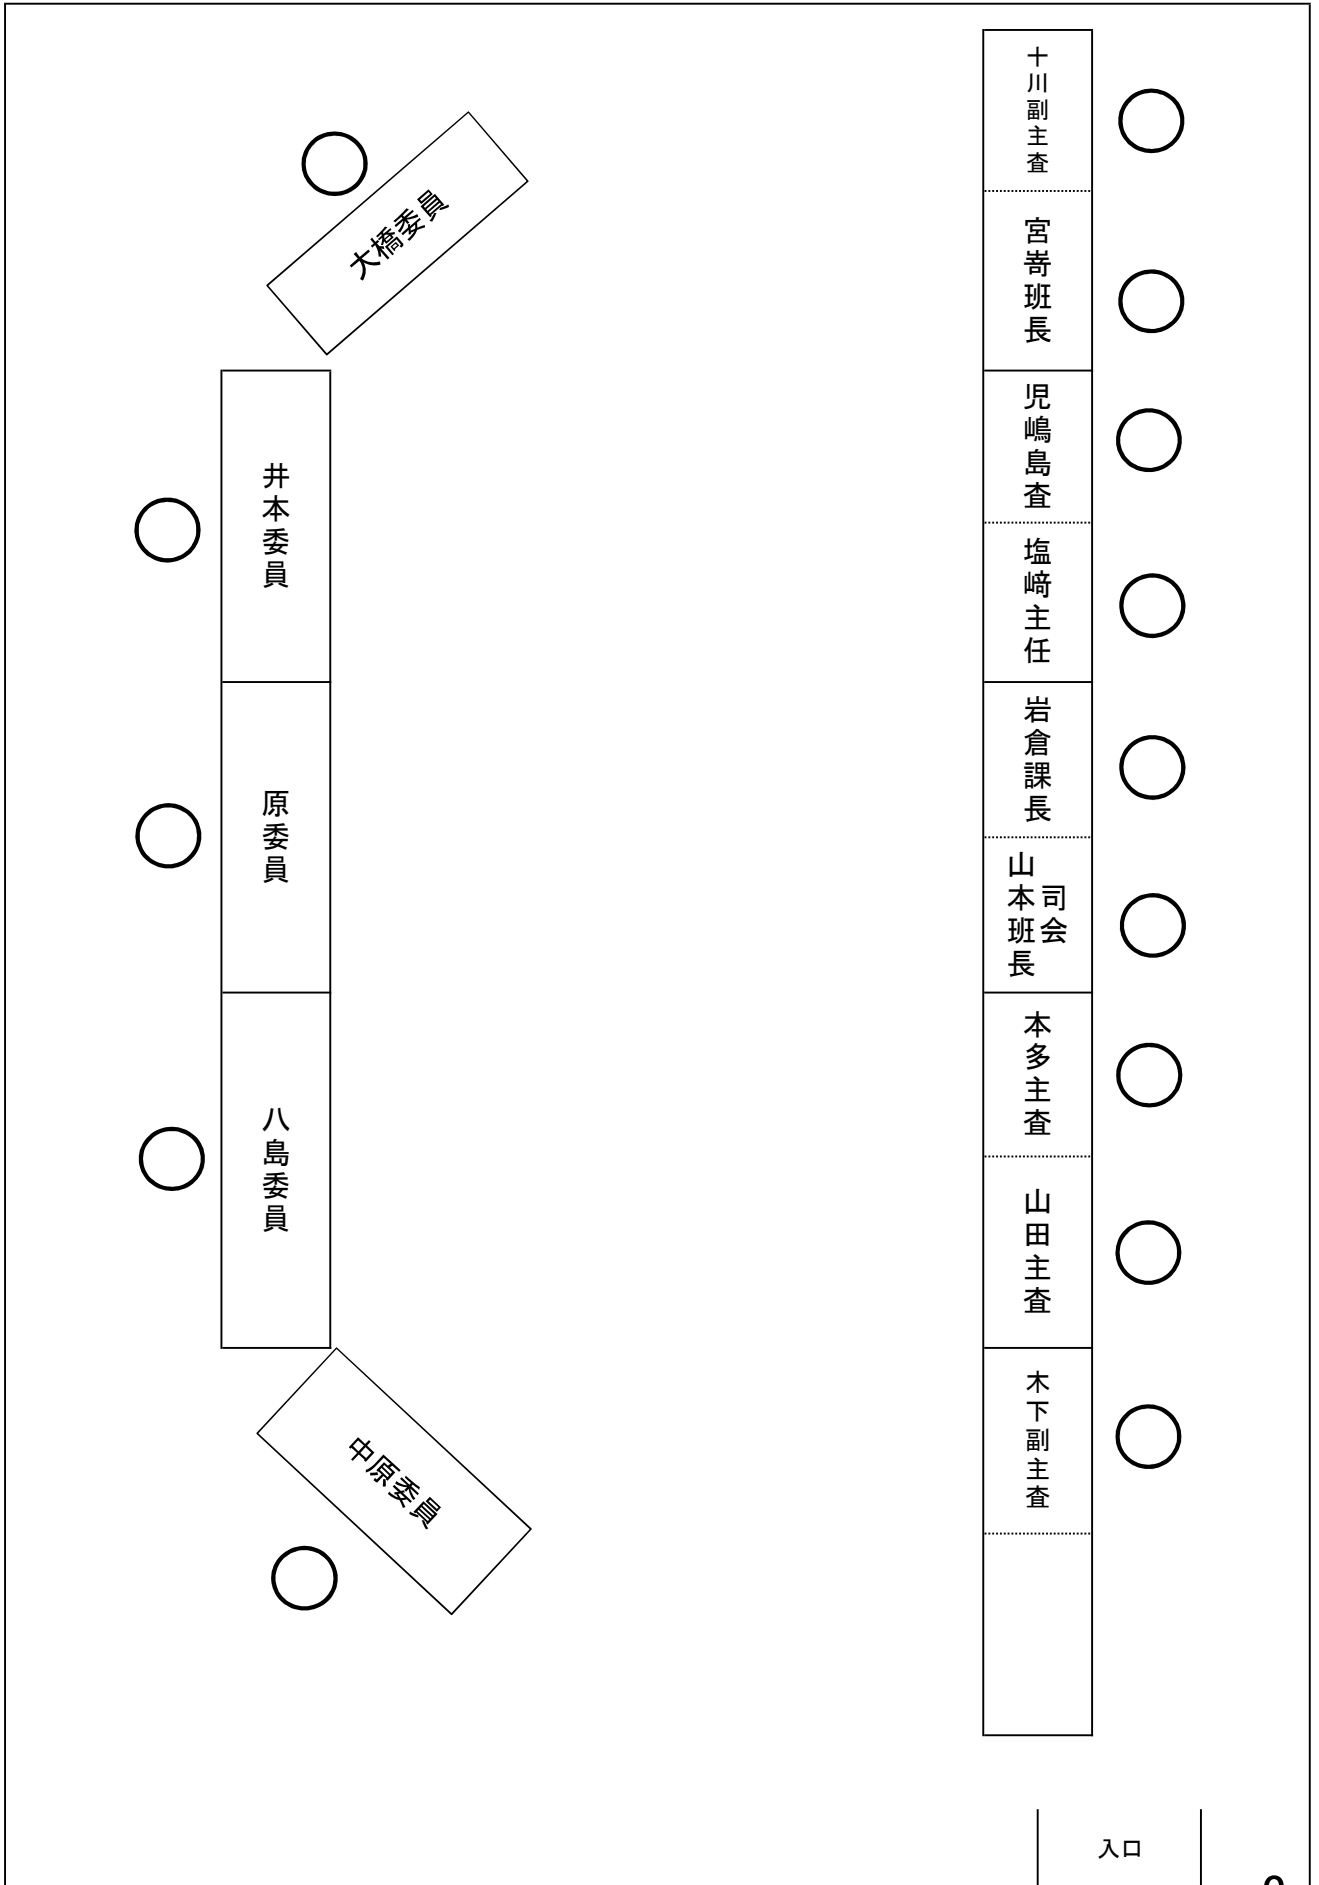 十川副主査
宮嵜班長
児嶋島査
塩﨑主任
岩倉課長
司会
山本班長
本多主査
山田主査
木下副主査
大橋委員
井本委員
原委員
八島委員
中原委員
入口